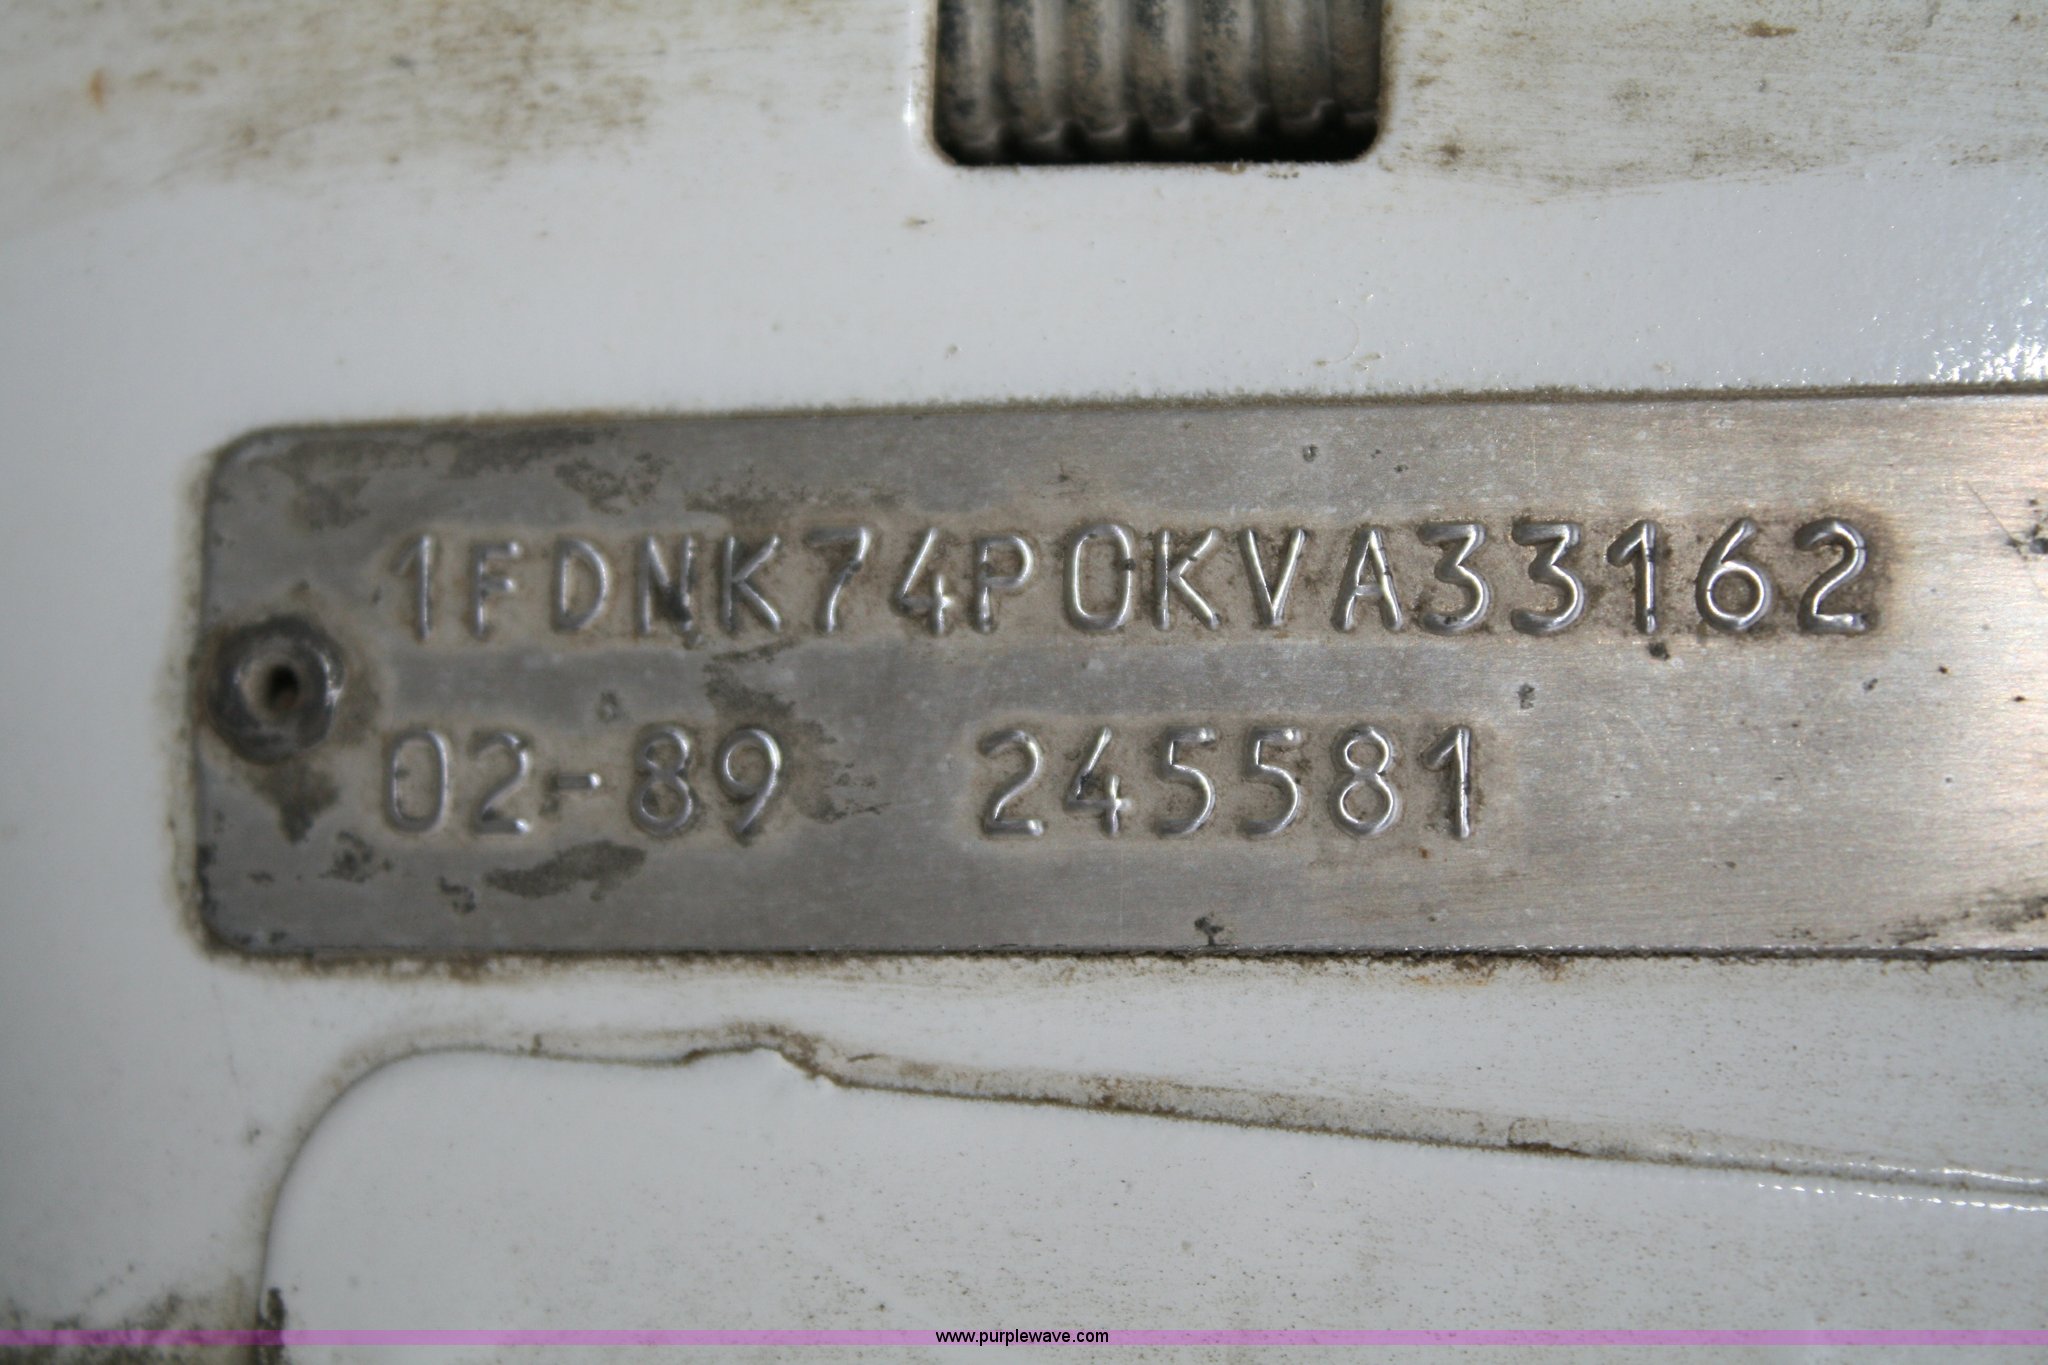 1FDNK74P0KVA33162
02-89 245581
www.purplewave.com